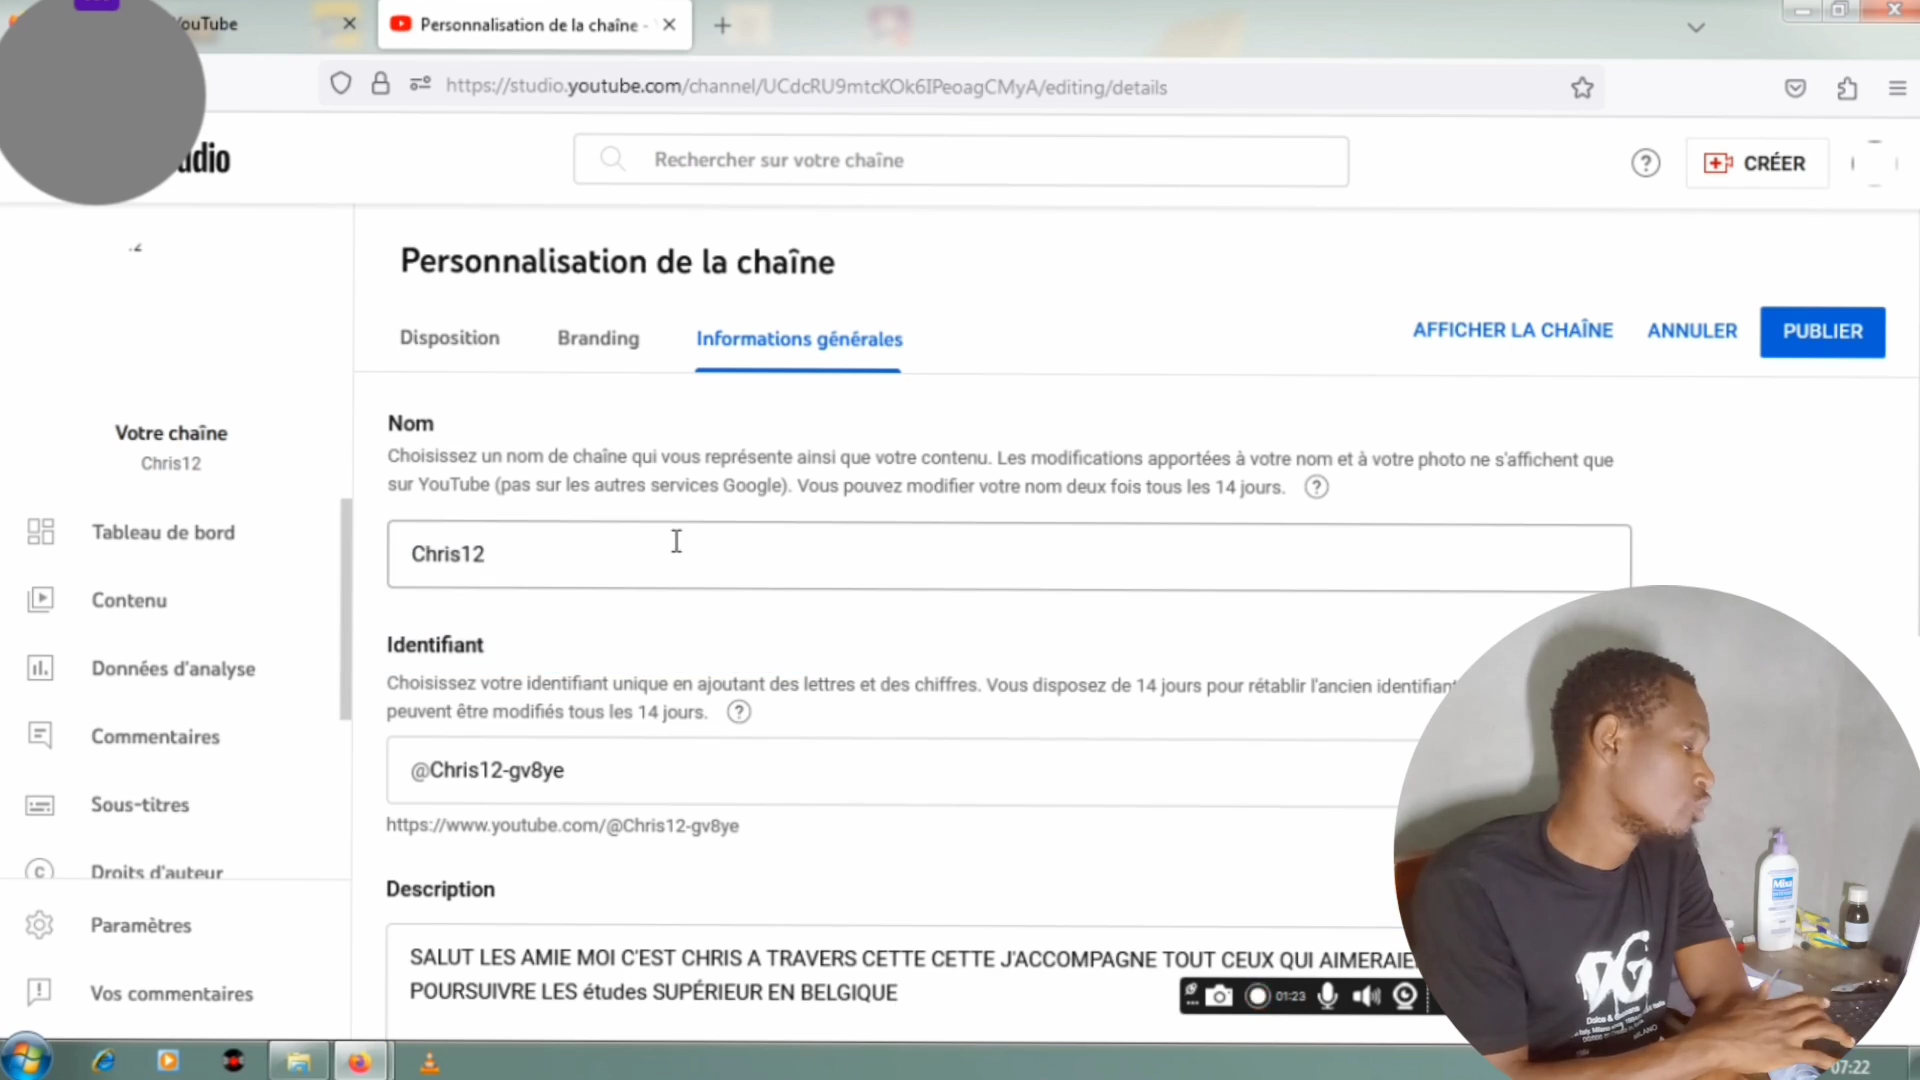 YouTube
Personnalisation de la chaîne -
https://studio.youtube.com/channel/UCdcRU9mtcKOk6IPeoagCMyA/editing/details
udio
Rechercher sur votre chaîne
CRÉER
Personnalisation de la chaîne
Disposition
Branding
Informations générales
AFFICHER LA CHAÎNE
ANNULER
PUBLIER
Votre chaîne
Chris12
Tableau de bord
Contenu
Données d'analyse
Commentaires
Sous-titres
Droits d'auteur
Paramètres
Vos commentaires
Nom
Choisissez un nom de chaîne qui vous représente ainsi que votre contenu. Les modifications apportées à votre nom et à votre photo ne s'affichent que
sur YouTube (pas sur les autres services Google). Vous pouvez modifier votre nom deux fois tous les 14 jours.
Chris12
Identifiant
Choisissez votre identifiant unique en ajoutant des lettres et des chiffres. Vous disposez de 14 jours pour rétablir l'ancien identifiant
peuvent être modifiés tous les 14 jours.
@Chris12-gv8ye
https://www.youtube.com/@Chris12-gv8ye
Description
SALUT LES AMIE MOI C'EST CHRIS A TRAVERS CETTE CETTE J'ACCOMPAGNE TOUT CEUX QUI AIMERAIE
POURSUIVRE LES études SUPÉRIEUR EN BELGIQUE
01:23
Mixa
DG
Dolce &
07:22